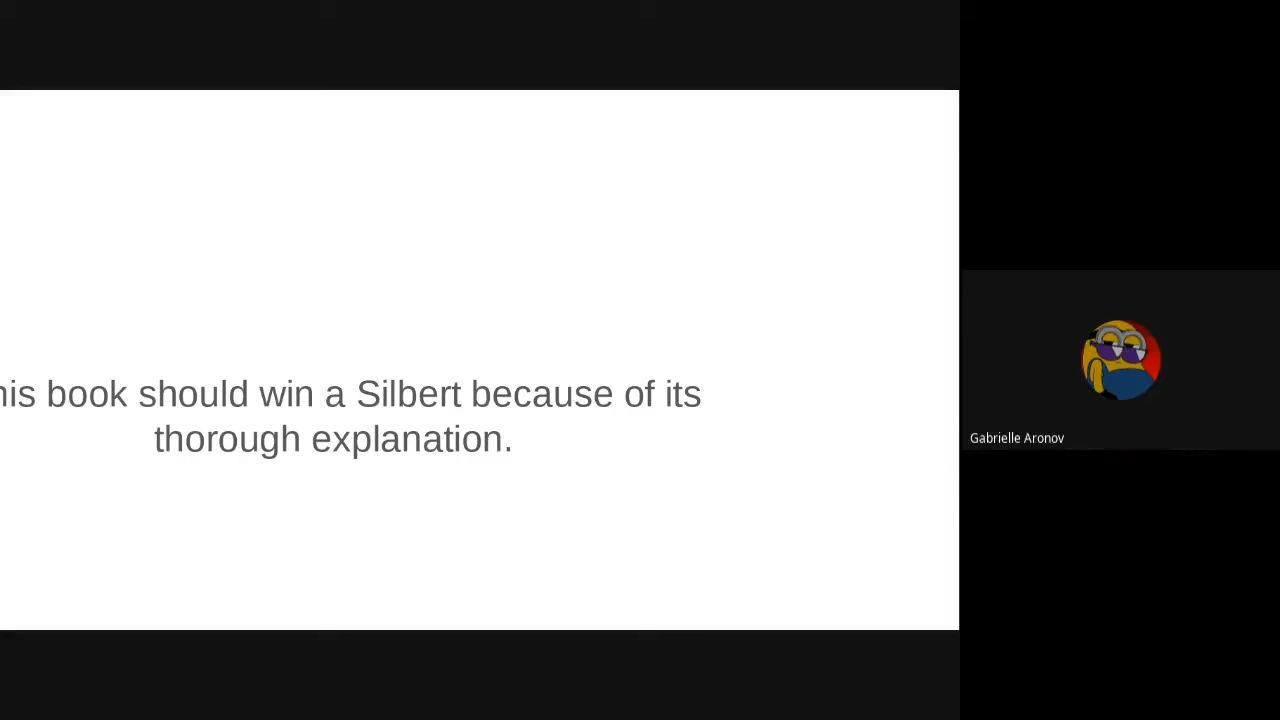 his book should win a Silbert because of its
thorough explanation.
Gabrielle Aronov